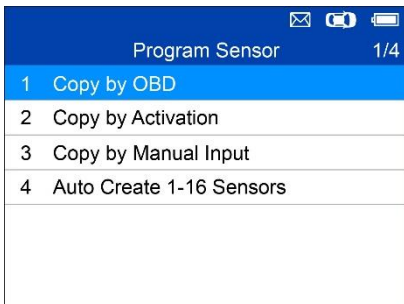 Program Sensor 1/4
1 Copy by OBD
2 Copy by Activation
3 Copy by Manual Input
4 Auto Create 1-16 Sensors